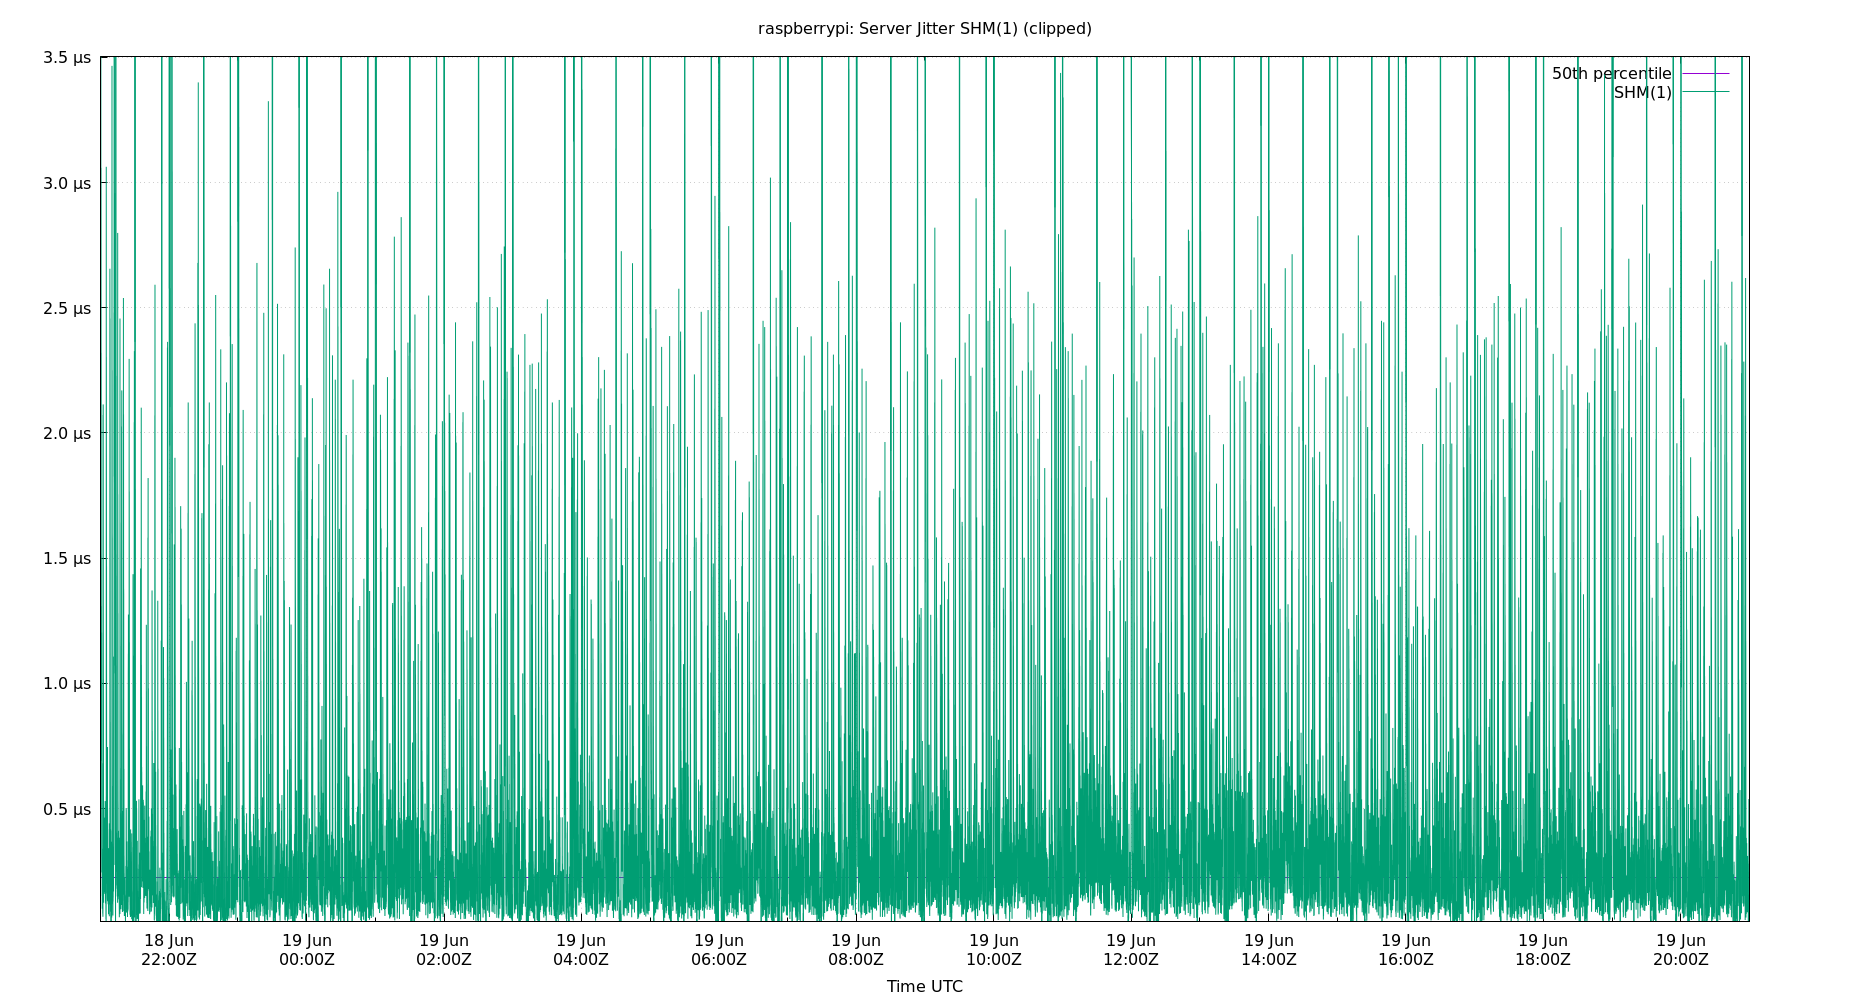 raspberrypi: Server Jitter SHM(1) (clipped)
3.5 µs
3.0 µs
2.5 µs
2.0 µs
1.5 µs
1.0 µs
0.5 µs
50th percentile
SHM(1)
18 Jun 19 Jun 19 Jun 19 Jun 19 Jun 19 Jun 19 Jun 19 Jun 19 Jun 19 Jun 19 Jun 19 Jun
22:00Z 00:00Z 02:00Z 04:00Z 06:00Z 08:00Z 10:00Z 12:00Z 14:00Z 16:00Z 18:00Z 20:00Z
Time UTC